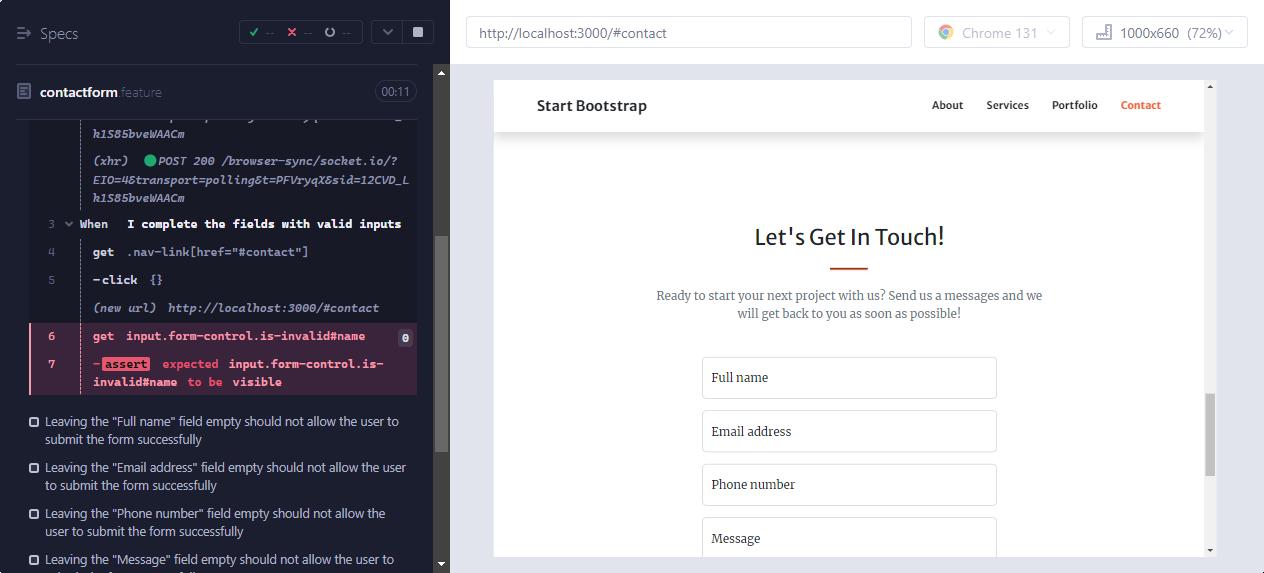 Specs
-- -- --
contactform.feature
00:11
k1S85bveWAACm
(xhr) POST 200 /browser-sync/socket.io/?
EIO=4&transport=polling&t=PFVryqX&sid=12CVD_L
k1S85bveWAACm
3 When I complete the fields with valid inputs
4 get .nav-link[href="#contact"]
5 -click {}
(new url) http://localhost:3000/#contact
6 get input.form-control.is-invalid#name 0
7 -assert expected input.form-control.is-
invalid#name to be visible
Leaving the "Full name" field empty should not allow the user to
submit the form successfully
Leaving the "Email address" field empty should not allow the user
to submit the form successfully
Leaving the "Phone number" field empty should not allow the
user to submit the form successfully
Leaving the "Message" field empty should not allow the user to
http://localhost:3000/#contact
Chrome 131
1000x660 (72%)
Start Bootstrap
About Services Portfolio Contact
Let's Get In Touch!
Ready to start your next project with us? Send us a messages and we
will get back to you as soon as possible!
Full name
Email address
Phone number
Message